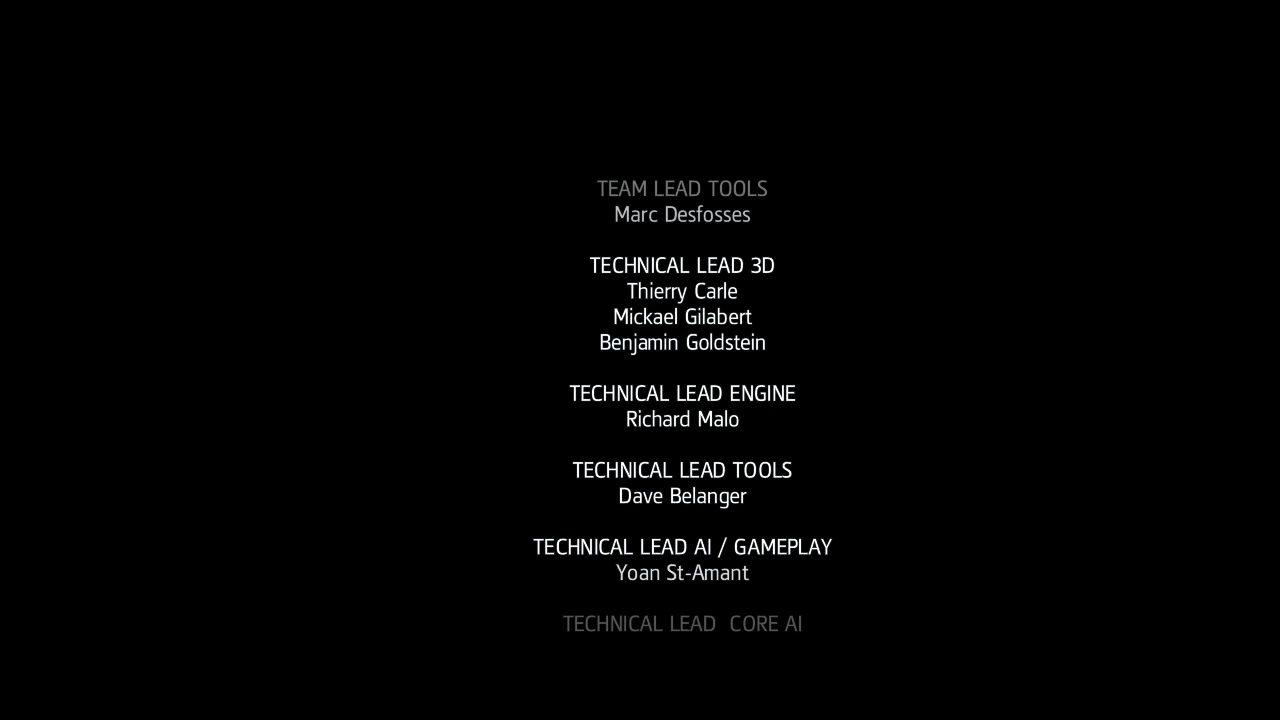 TEAM LEAD TOOLS
Marc Desfosses
TECHNICAL LEAD 3D
Thierry Carle
Mickael Gilabert
Benjamin Goldstein
TECHNICAL LEAD ENGINE
Richard Malo
TECHNICAL LEAD TOOLS
Dave Belanger
TECHNICAL LEAD AI / GAMEPLAY
Yoan St-Amant
TECHNICAL LEAD  CORE AI